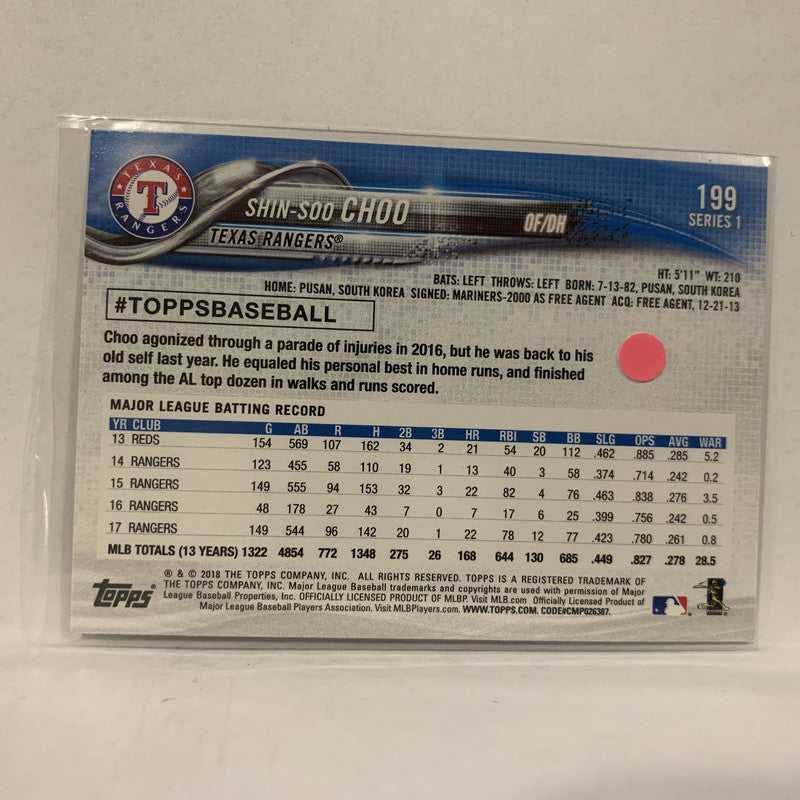 TEXAS
T
RANGERS
SHIN-SOO CHOO
OF/DH
TEXAS RANGERS®
199
SERIES 1
HT: 5'11" WT: 210
BATS: LEFT THROWS: LEFT BORN: 7-13-82, PUSAN, SOUTH KOREA
HOME: PUSAN, SOUTH KOREA SIGNED: MARINERS-2000 AS FREE AGENT ACQ: FREE AGENT, 12-21-13
#TOPPSBASEBALL
Choo agonized through a parade of injuries in 2016, but he was back to his
old self last year. He equaled his personal best in home runs, and finished
among the AL top dozen in walks and runs scored.
MAJOR LEAGUE BATTING RECORD
YR CLUB G AB R H 2B 3B HR RBI SB BB SLG OPS AVG WAR
13 REDS 154 569 107 162 34 2 21 54 20 112 .462 .885 .285 5.2
14 RANGERS 123 455 58 110 19 1 13 40 3 58 .374 .714 .242 0.2
15 RANGERS 149 555 94 153 32 3 22 82 4 76 .463 .838 .276 3.5
16 RANGERS 48 178 27 43 7 0 7 17 6 25 .399 .756 .242 0.5
17 RANGERS 149 544 96 142 20 1 22 78 12 77 .423 .780 .261 0.8
MLB TOTALS (13 YEARS) 1322 4854 772 1348 275 26 168 644 130 685 .449 .827 .278 28.5
Topps®
® & © 2018 THE TOPPS COMPANY, INC. ALL RIGHTS RESERVED. TOPPS IS A REGISTERED TRADEMARK OF
THE TOPPS COMPANY, INC. Major League Baseball trademarks and copyrights are used with permission of Major
League Baseball Properties, Inc. OFFICIALLY LICENSED PRODUCT OF MLBP. Visit MLB.com Officially Licensed Product of
Major League Baseball Players Association. Visit MLBPlayers.com. WWW.TOPPS.COM. CODE#CMP026387.